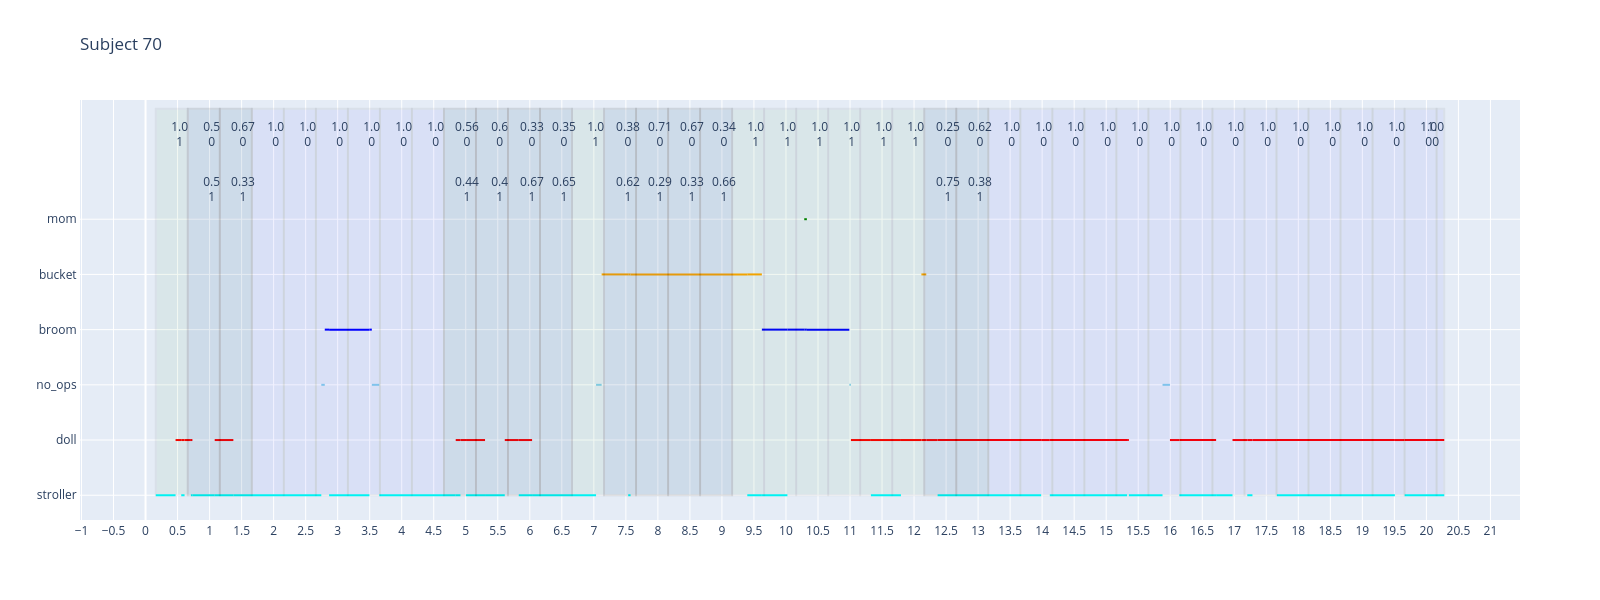 Subject 70
1.0 0.5 0.67 1.0 1.0 1.0 1.0 1.0 1.0 0.56 0.6 0.33 0.35 1.0 0.38 0.71 0.67 0.34 1.0 1.0 1.0 1.0 1.0 1.0 0.25 0.62 1.0 1.0 1.0 1.0 1.0 1.0 1.0 1.0 1.0 1.0 1.0 1.0 1.0 1.0 1.0
1 0 0 0 0 0 0 0 0 0 0 0 0 1 0 0 0 0 1 1 1 1 1 1 0 0 0 0 0 0 0 0 0 0 0 0 0 0 0 0 0
0.5 0.33 0.44 0.4 0.67 0.65 0.62 0.29 0.33 0.66 0.75 0.38
1 1 1 1 1 1 1 1 1 1 1 1
mom
bucket
broom
no_ops
doll
stroller
−1 −0.5 0 0.5 1 1.5 2 2.5 3 3.5 4 4.5 5 5.5 6 6.5 7 7.5 8 8.5 9 9.5 10 10.5 11 11.5 12 12.5 13 13.5 14 14.5 15 15.5 16 16.5 17 17.5 18 18.5 19 19.5 20 20.5 21